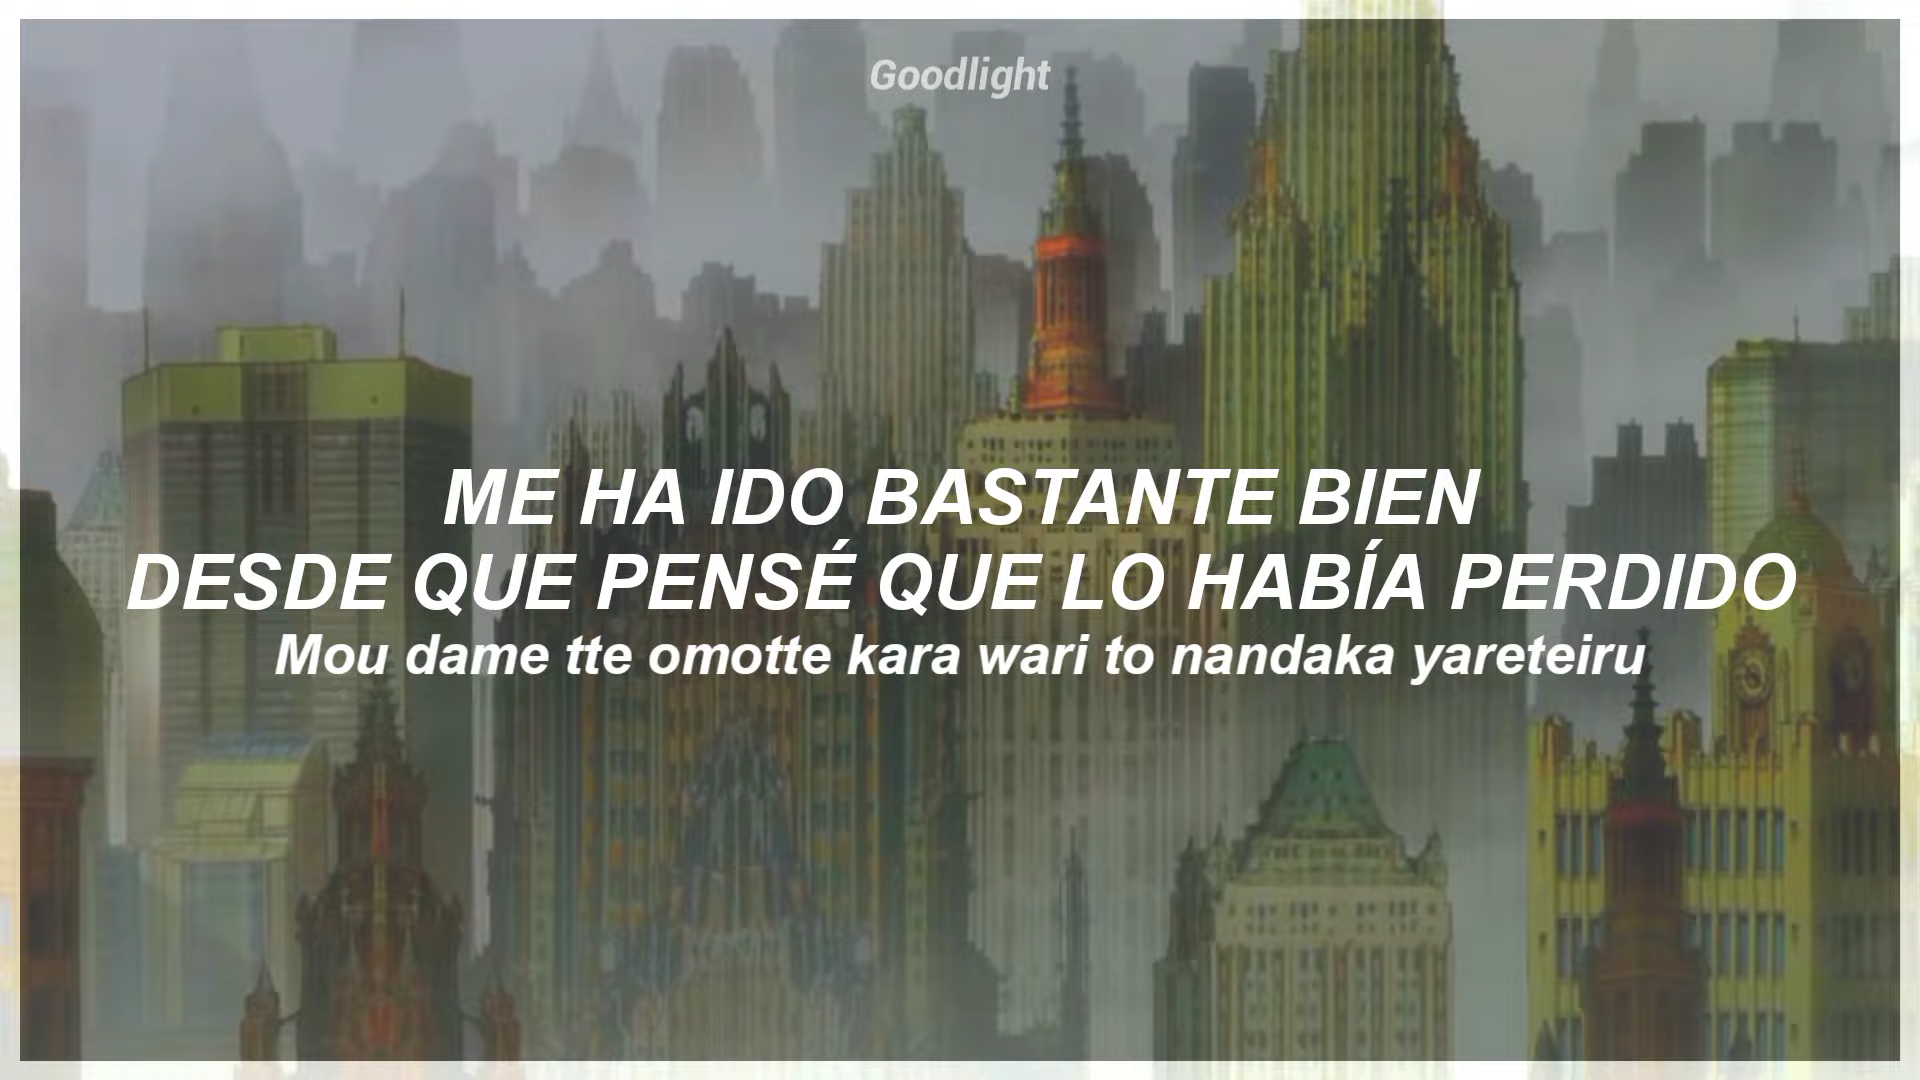 Goodlight
ME HA IDO BASTANTE BIEN
DESDE QUE PENSÉ QUE LO HABÍA PERDIDO
Mou dame tte omotte kara wari to nandaka yareteiru